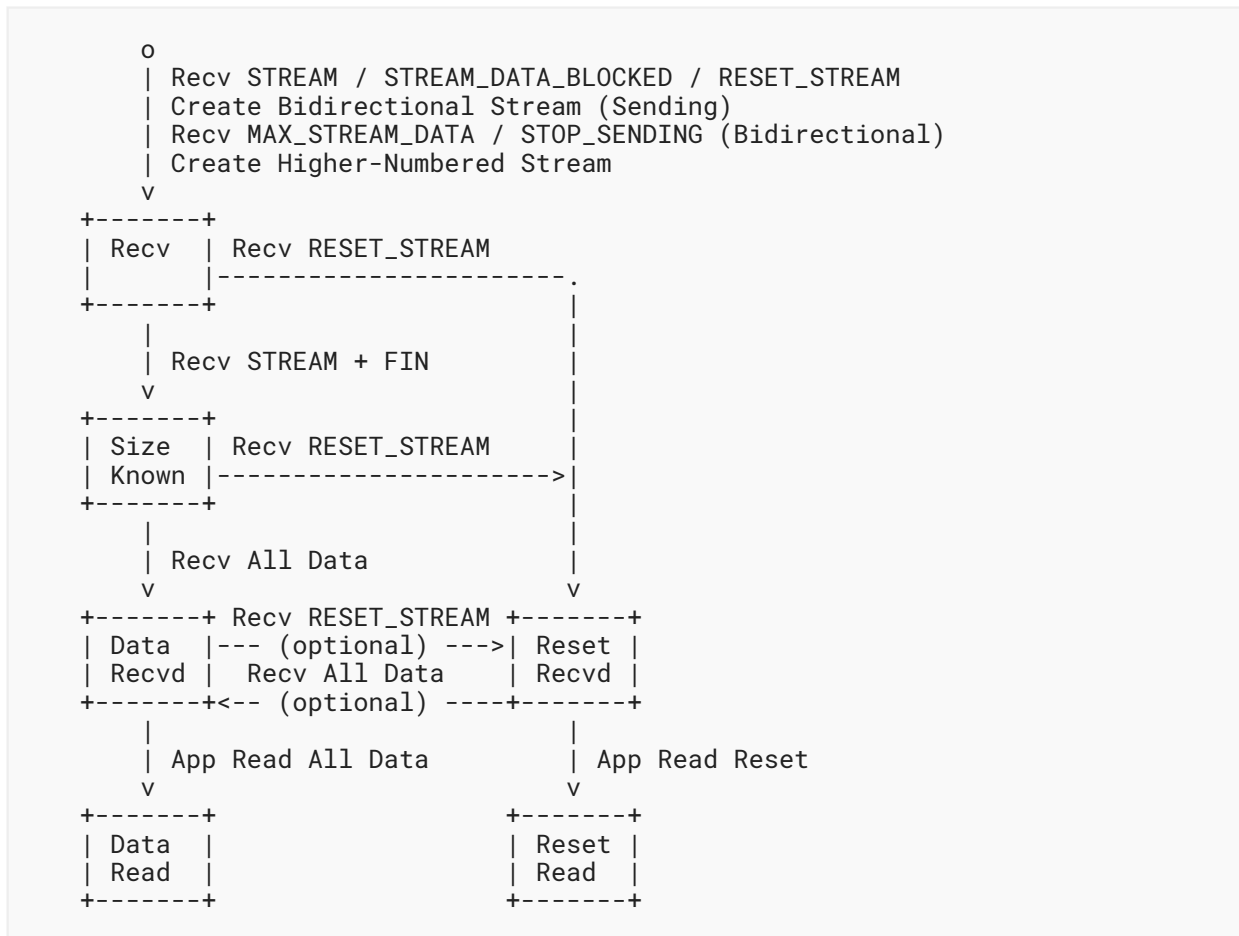 o
| Recv STREAM / STREAM_DATA_BLOCKED / RESET_STREAM
| Create Bidirectional Stream (Sending)
| Recv MAX_STREAM_DATA / STOP_SENDING (Bidirectional)
| Create Higher-Numbered Stream
v
+-------+
| Recv  | Recv RESET_STREAM
|       |-----------------------.
+-------+                       |
    |                           |
    | Recv STREAM + FIN         |
    v                           |
+-------+                       |
| Size  | Recv RESET_STREAM     |
| Known |---------------------->|
+-------+                       |
    |                           |
    | Recv All Data             |
    v                           v
+-------+ Recv RESET_STREAM +-------+
| Data  |--- (optional) --->| Reset |
| Recvd |  Recv All Data    | Recvd |
+-------+<-- (optional) ----+-------+
    |                           |
    | App Read All Data         | App Read Reset
    v                           v
+-------+                   +-------+
| Data  |                   | Reset |
| Read  |                   | Read  |
+-------+                   +-------+